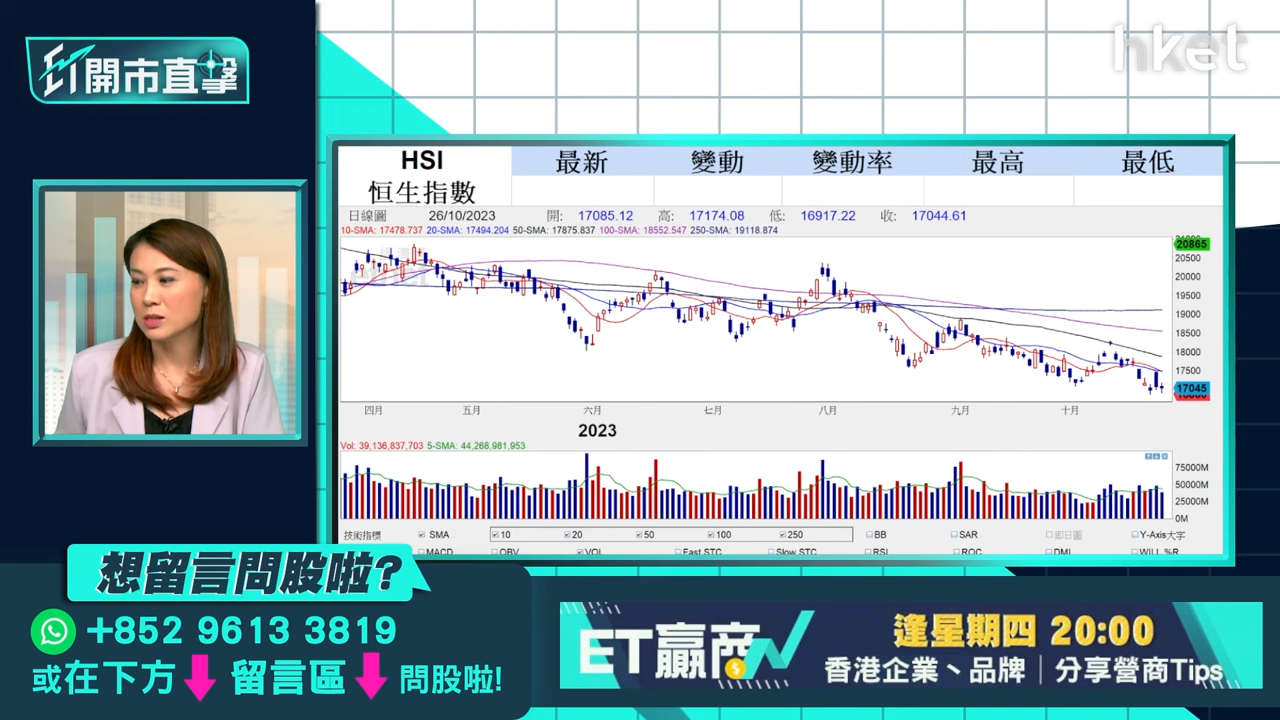 ET開市直擊
hket
HSI 最新 變動 變動率 最高 最低
恒生指數
日線圖 26/10/2023 開: 17085.12 高: 17174.08 低: 16917.22 收: 17044.61
10-SMA: 17478.737 20-SMA: 17494.204 50-SMA: 17875.837 100-SMA: 18552.547 250-SMA: 19118.874
20865
20500
20000
19500
19000
18500
18000
17500
17045
四月 五月 六月 七月 八月 九月 十月
2023
Vol: 39,136,837,703 5-SMA: 44,268,981,953
75000M
50000M
25000M
0M
技術指標 SMA 10 20 50 100 250 BB SAR 即日圖 Y-Axis大字
MACD OBV VOL Fast STC Slow STC RSI ROC DMI WILL %R
想留言問股啦?
+852 9613 3819
或在下方 留言區 問股啦!
ET贏商
逢星期四 20:00
香港企業、品牌｜分享營商Tips